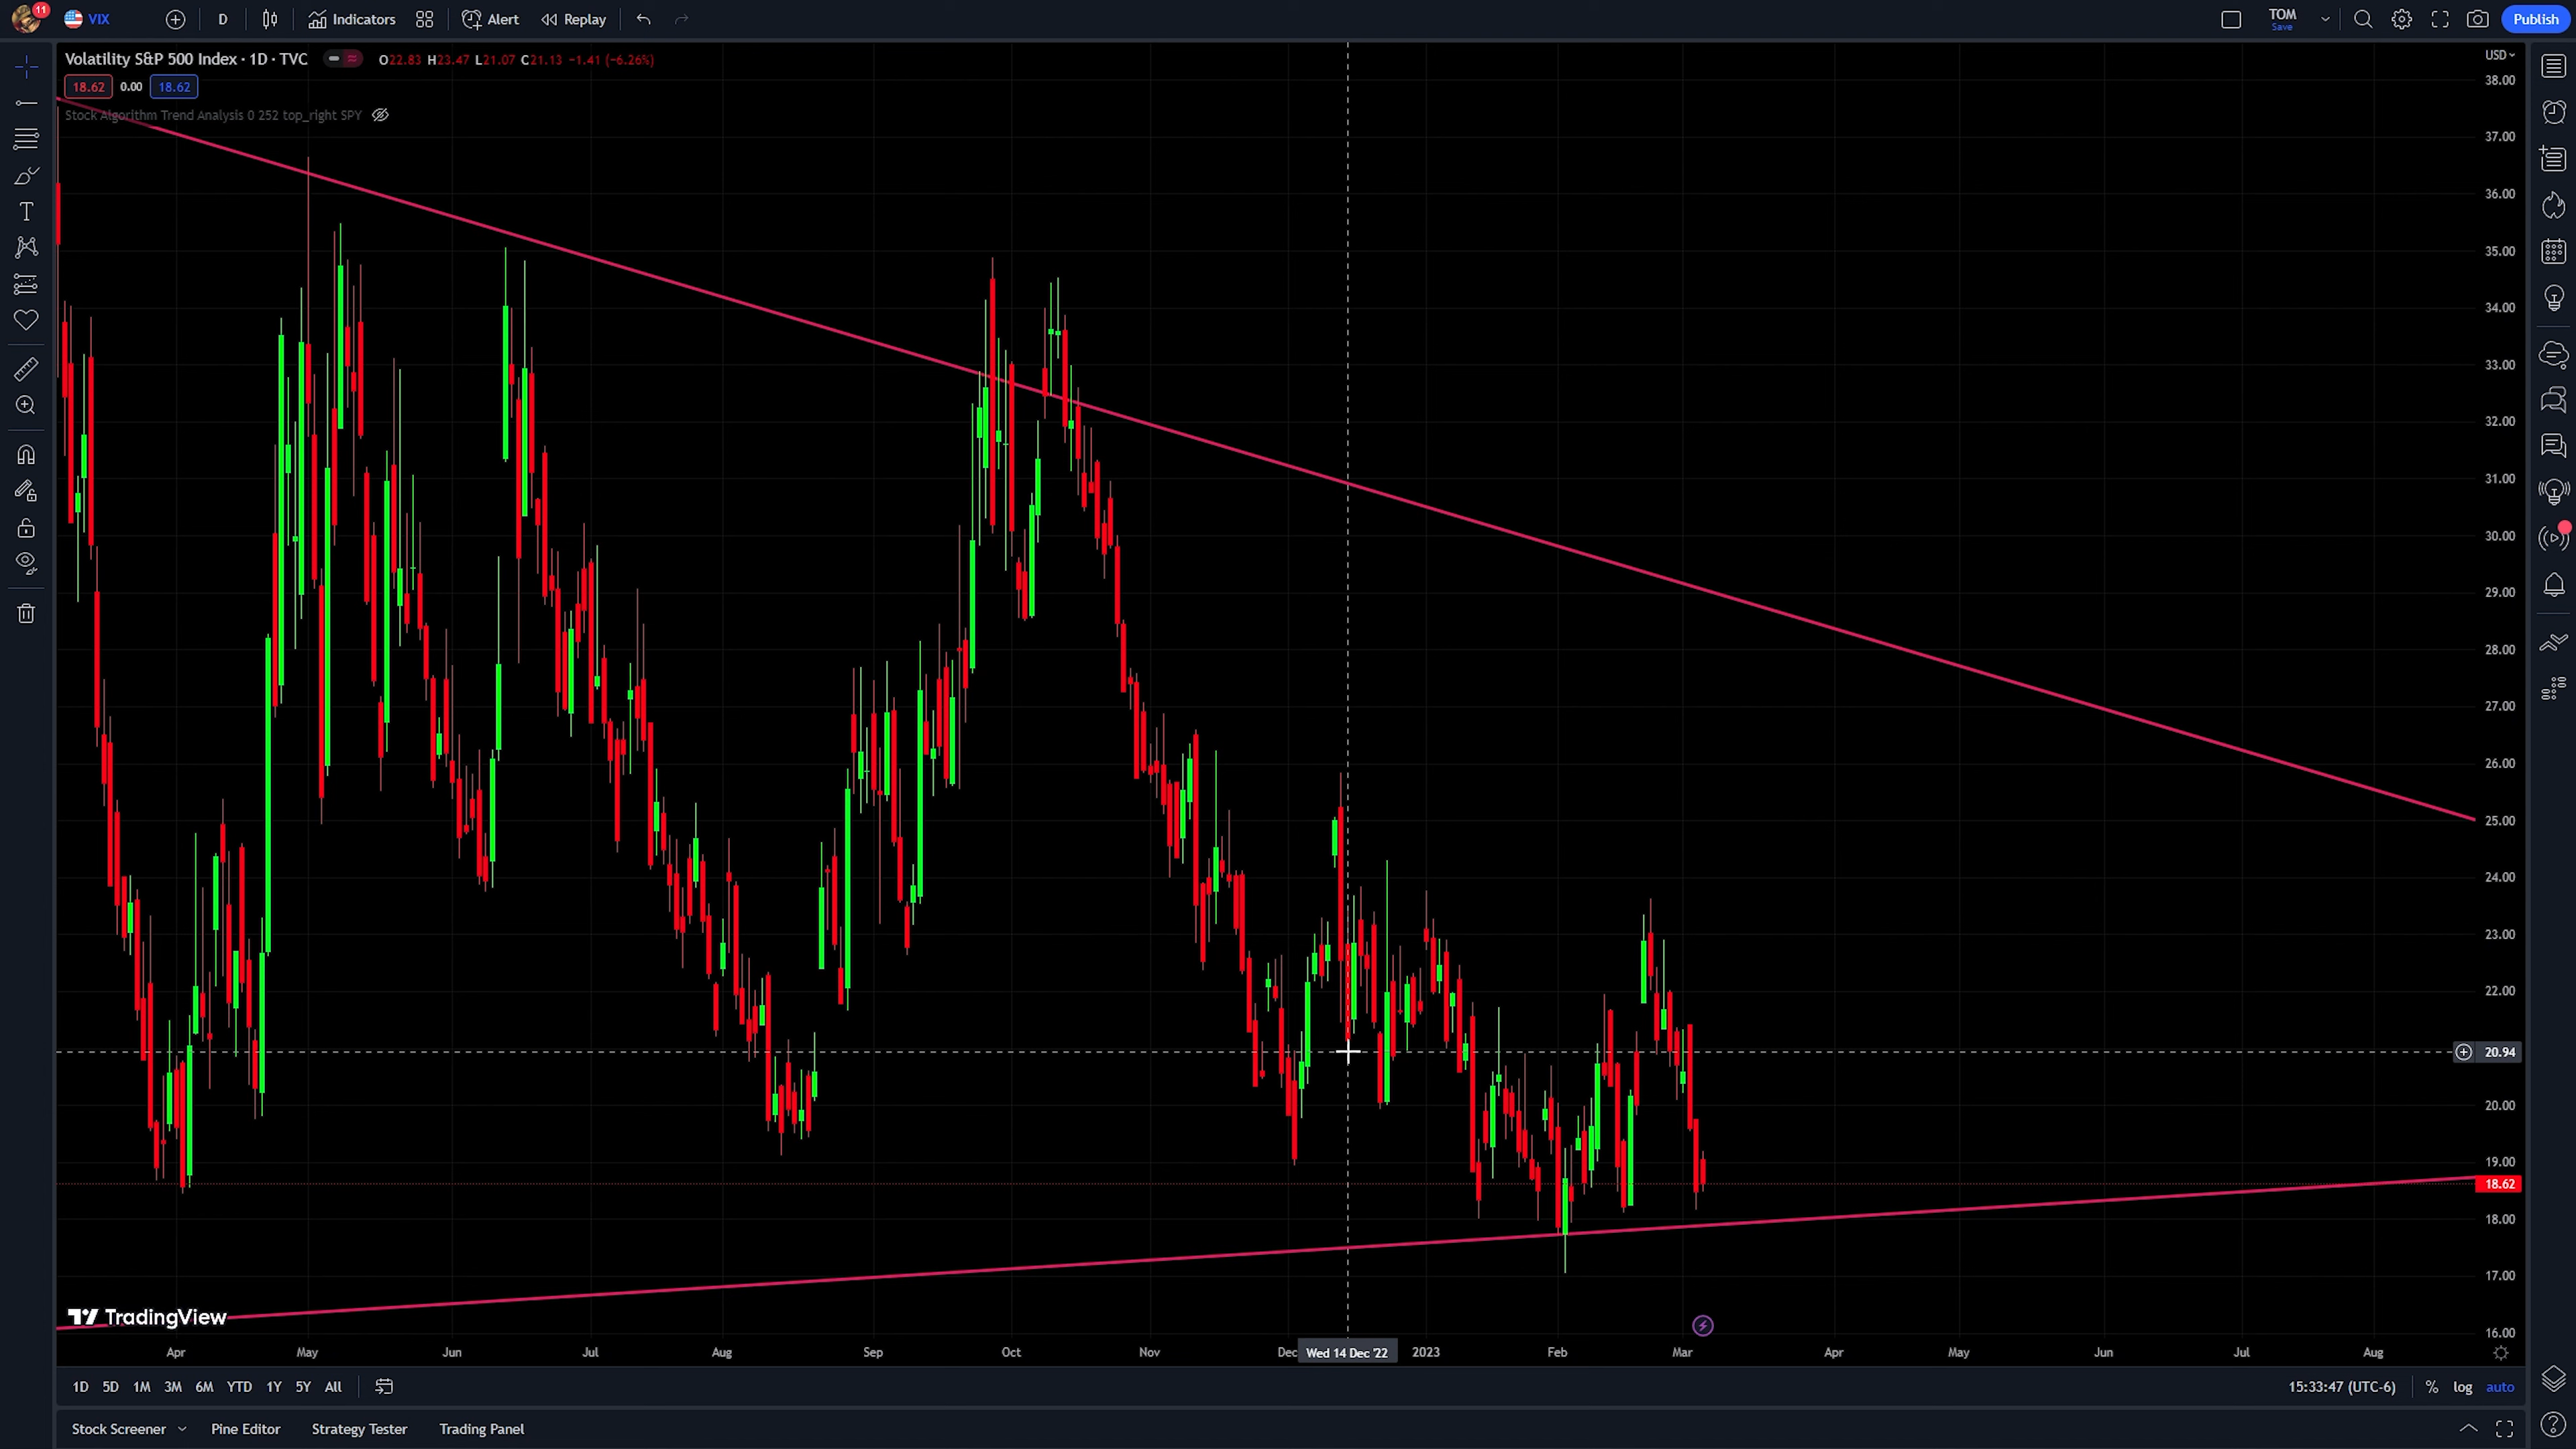 11 VIX D Indicators Alert Replay TOM Save Publish
Volatility S&P 500 Index · 1D · TVC O22.83 H23.47 L21.07 C21.13 −1.41 (−6.26%)
18.62 0.00 18.62
Stock Algorithm Trend Analysis 0 252 top_right SPY
USD
38.00
37.00
36.00
35.00
34.00
33.00
32.00
31.00
30.00
29.00
28.00
27.00
26.00
25.00
24.00
23.00
22.00
20.94
20.00
19.00
18.62
18.00
17.00
16.00
TradingView
Apr May Jun Jul Aug Sep Oct Nov Dec Wed 14 Dec '22 2023 Feb Mar Apr May Jun Jul Aug
1D 5D 1M 3M 6M YTD 1Y 5Y All 15:33:47 (UTC-6) % log auto
Stock Screener Pine Editor Strategy Tester Trading Panel